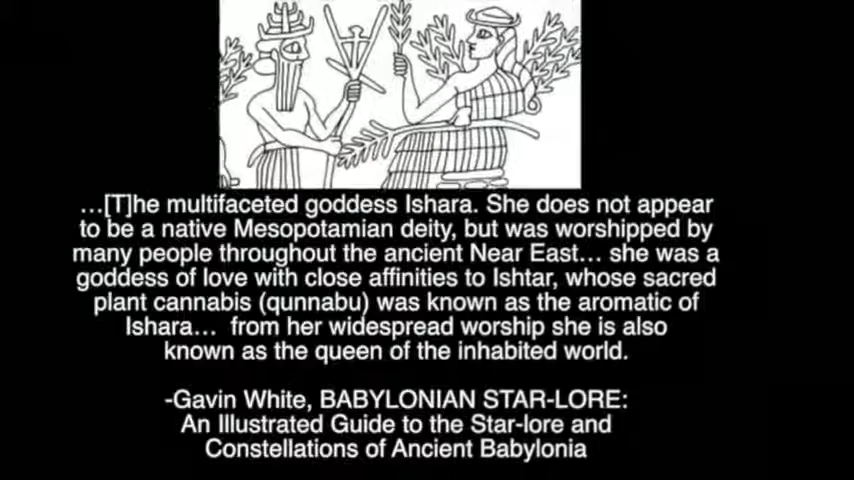 ...[T]he multifaceted goddess Ishara. She does not appear
to be a native Mesopotamian deity, but was worshipped by
many people throughout the ancient Near East... she was a
goddess of love with close affinities to Ishtar, whose sacred
plant cannabis (qunnabu) was known as the aromatic of
Ishara... from her widespread worship she is also
known as the queen of the inhabited world.
-Gavin White, BABYLONIAN STAR-LORE:
An Illustrated Guide to the Star-lore and
Constellations of Ancient Babylonia